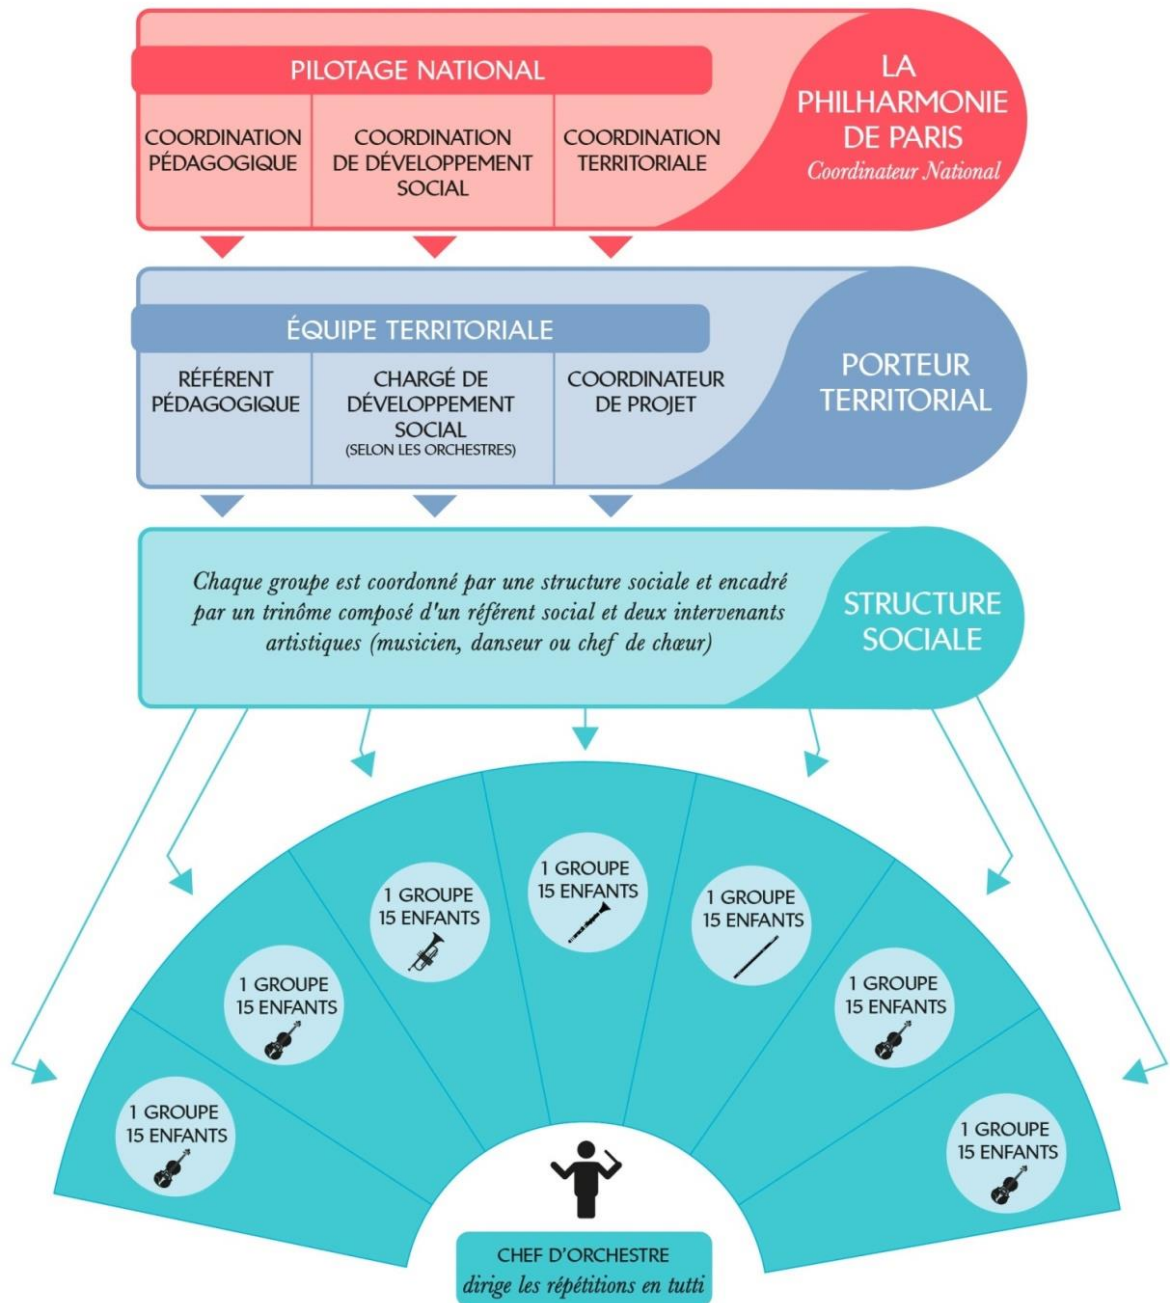 PILOTAGE NATIONAL
COORDINATION
PÉDAGOGIQUE
COORDINATION
DE DÉVELOPPEMENT
SOCIAL
COORDINATION
TERRITORIALE
LA
PHILHARMONIE
DE PARIS
Coordinateur National
ÉQUIPE TERRITORIALE
RÉFÉRENT
PÉDAGOGIQUE
CHARGÉ DE
DÉVELOPPEMENT
SOCIAL
(SELON LES ORCHESTRES)
COORDINATEUR
DE PROJET
PORTEUR
TERRITORIAL
Chaque groupe est coordonné par une structure sociale et encadré
par un trinôme composé d'un référent social et deux intervenants
artistiques (musicien, danseur ou chef de chœur)
STRUCTURE
SOCIALE
1 GROUPE
15 ENFANTS
1 GROUPE
15 ENFANTS
1 GROUPE
15 ENFANTS
1 GROUPE
15 ENFANTS
1 GROUPE
15 ENFANTS
1 GROUPE
15 ENFANTS
1 GROUPE
15 ENFANTS
CHEF D'ORCHESTRE
dirige les répétitions en tutti